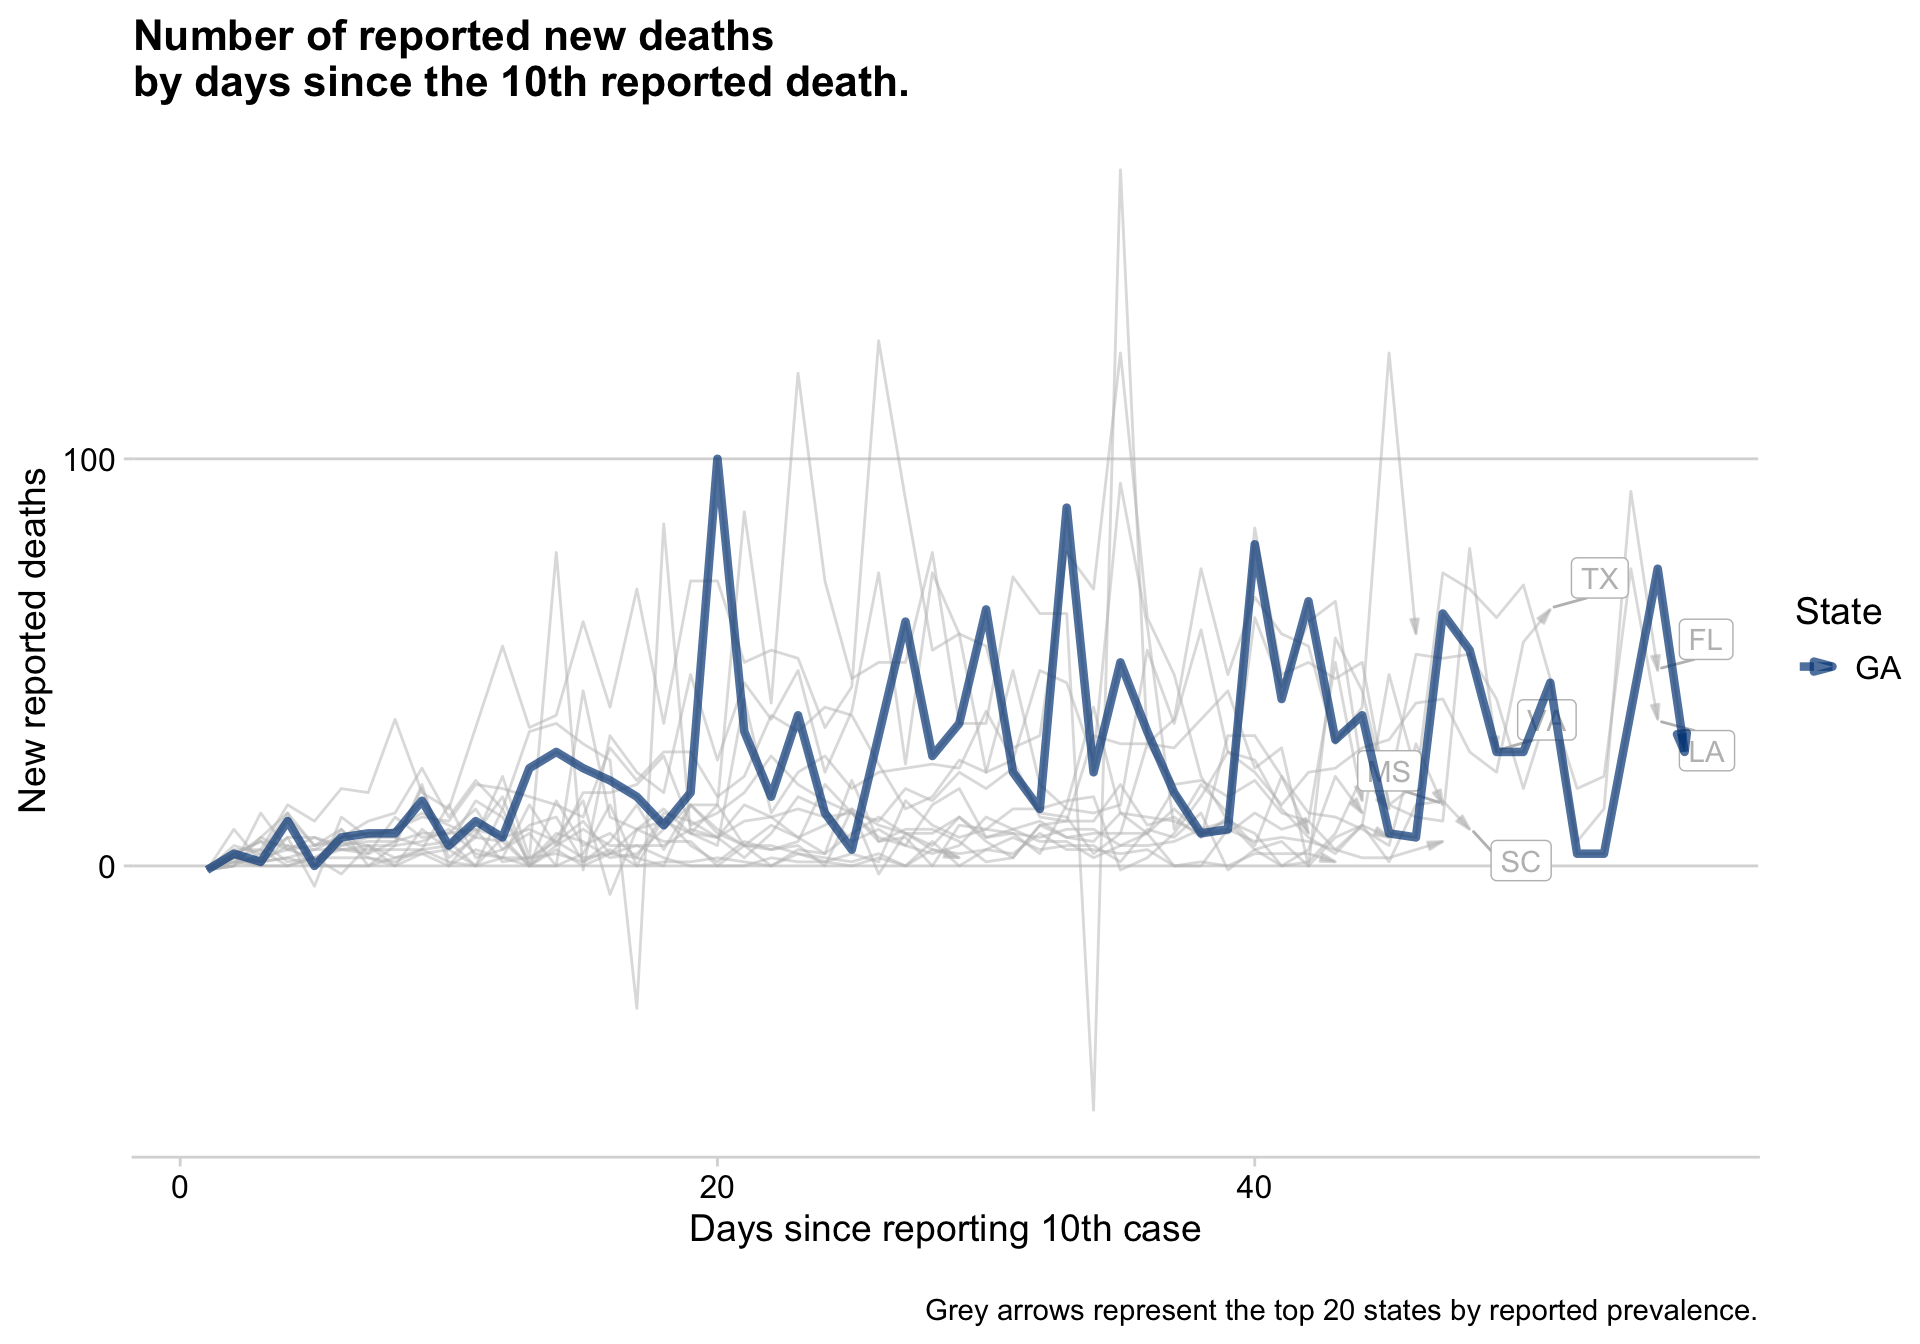 Number of reported new deaths
by days since the 10th reported death.
New reported deaths
100
0
TX
FL
VA
LA
MS
SC
State
GA
0
20
40
Days since reporting 10th case
Grey arrows represent the top 20 states by reported prevalence.